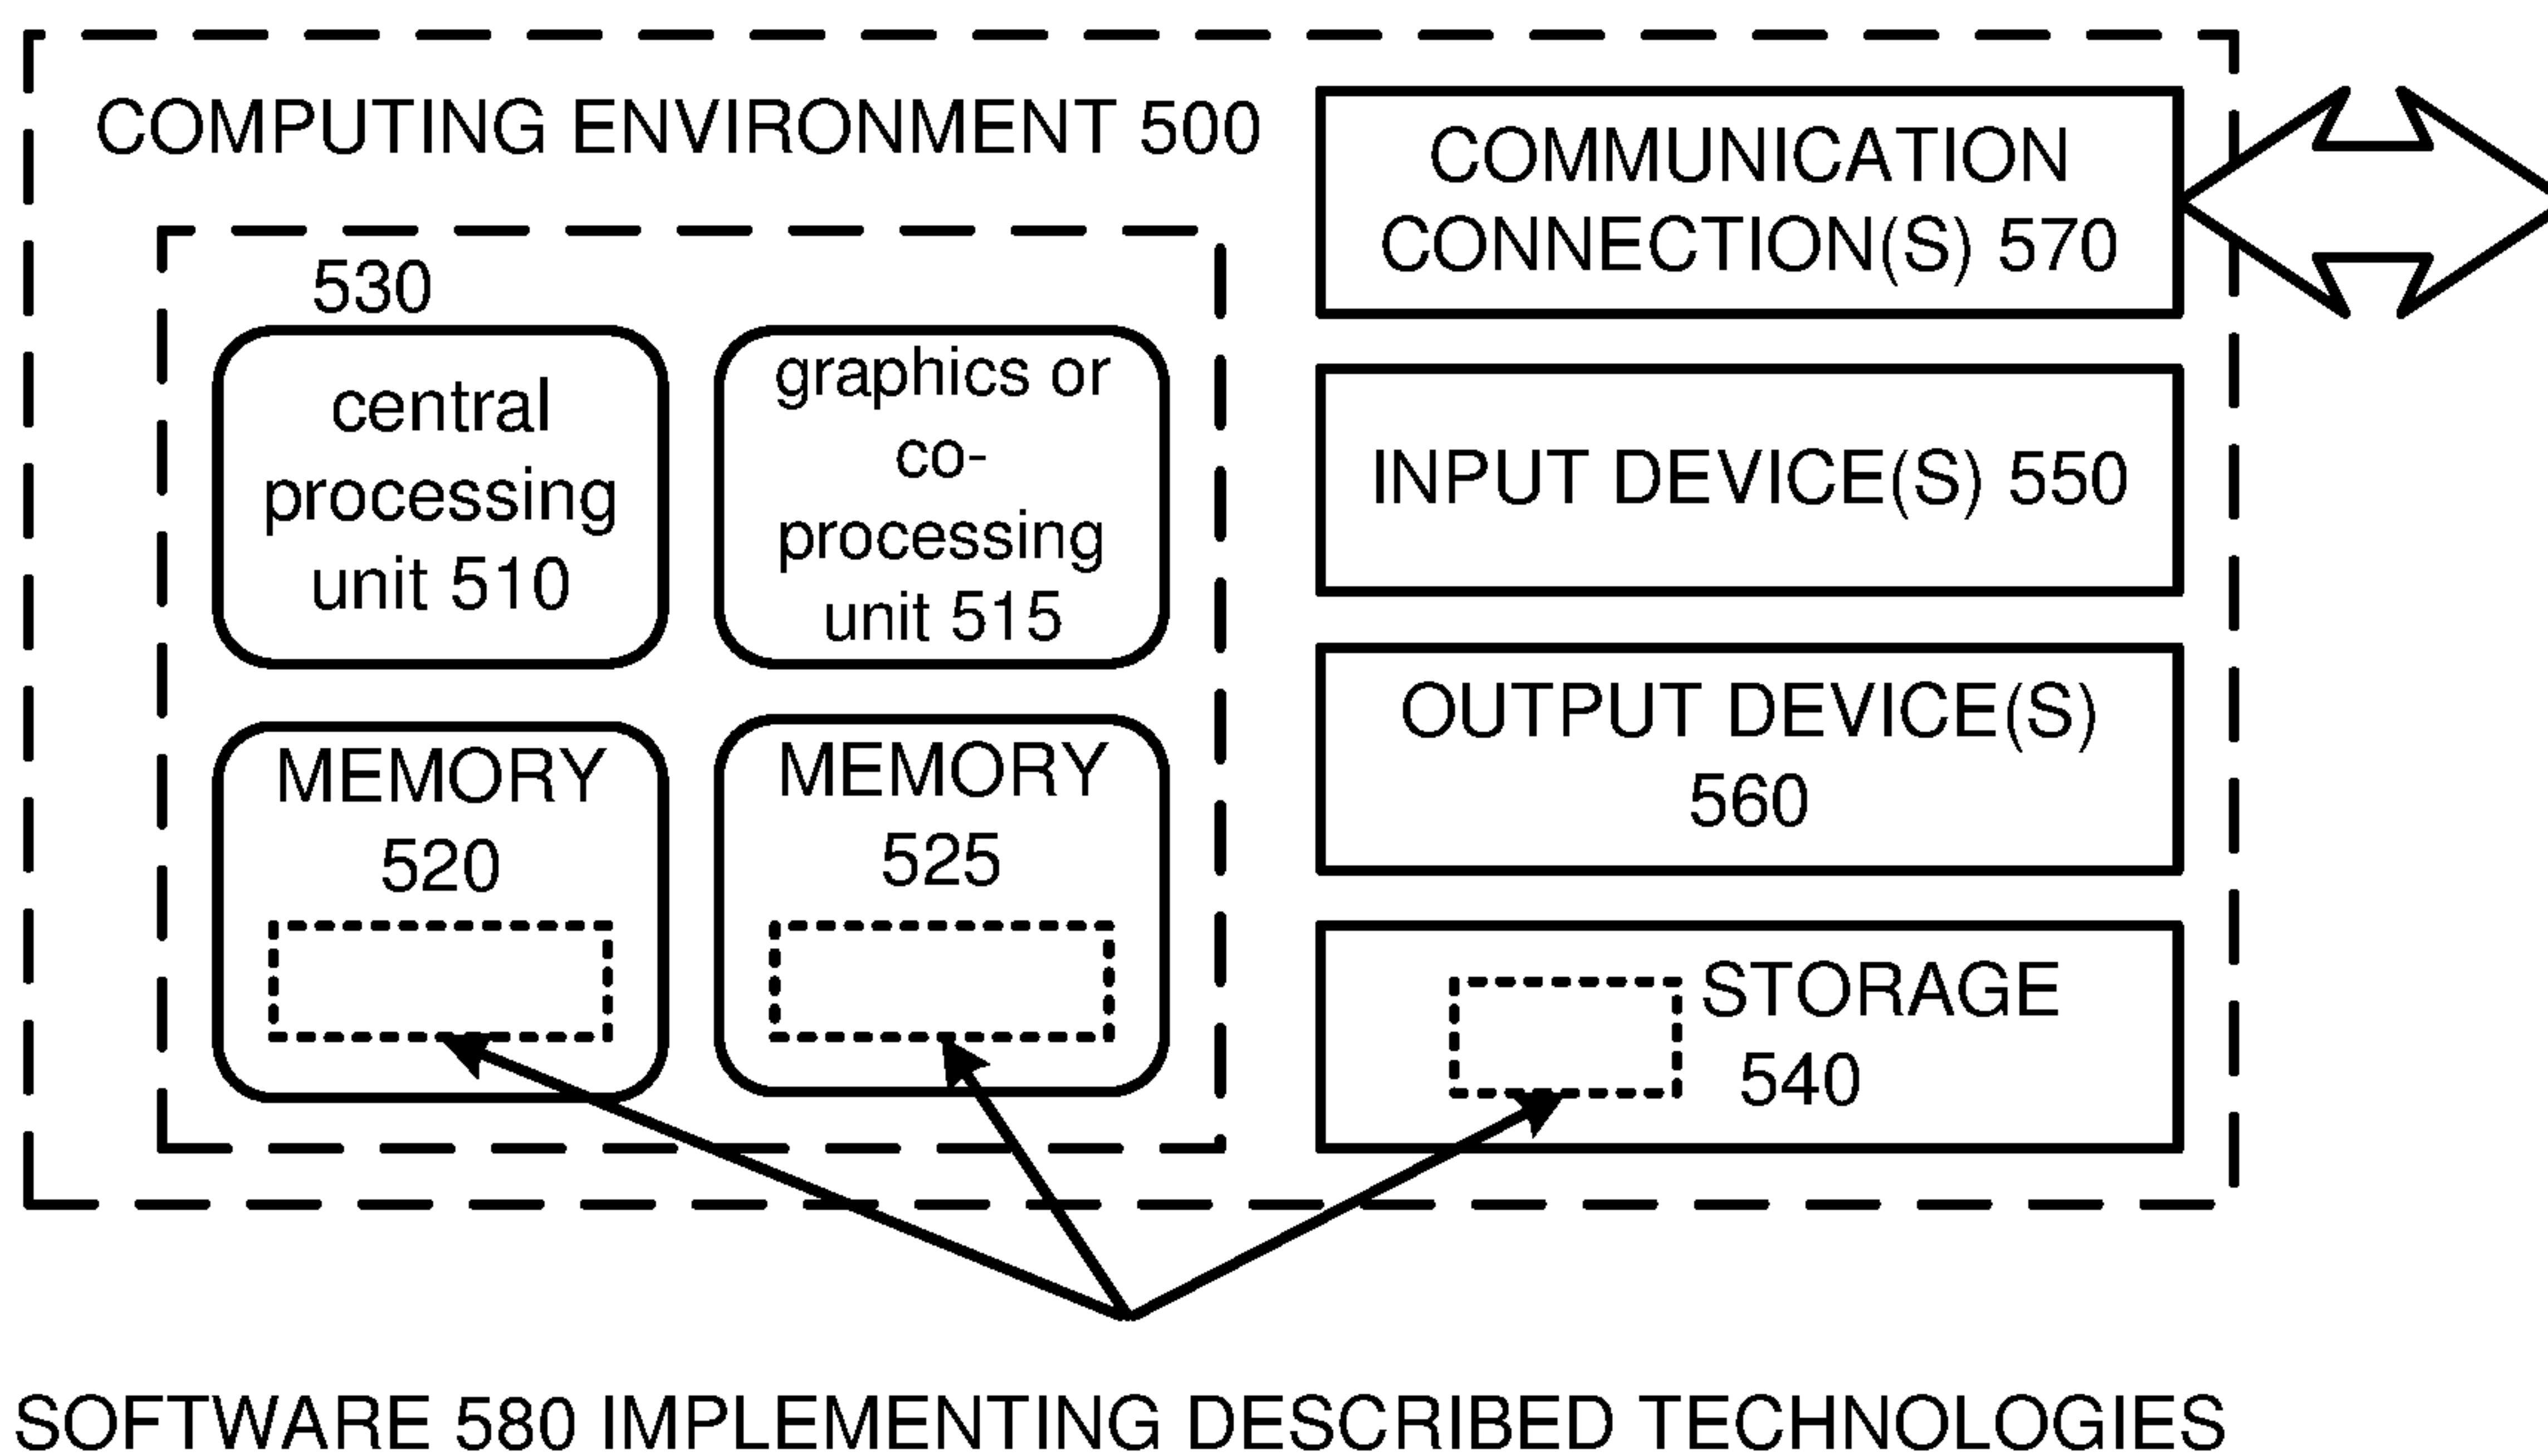 COMPUTING ENVIRONMENT 500
530
central
processing
unit 510
graphics or
co-
processing
unit 515
MEMORY
520
MEMORY
525
COMMUNICATION
CONNECTION(S) 570
INPUT DEVICE(S) 550
OUTPUT DEVICE(S)
560
STORAGE
540
SOFTWARE 580 IMPLEMENTING DESCRIBED TECHNOLOGIES